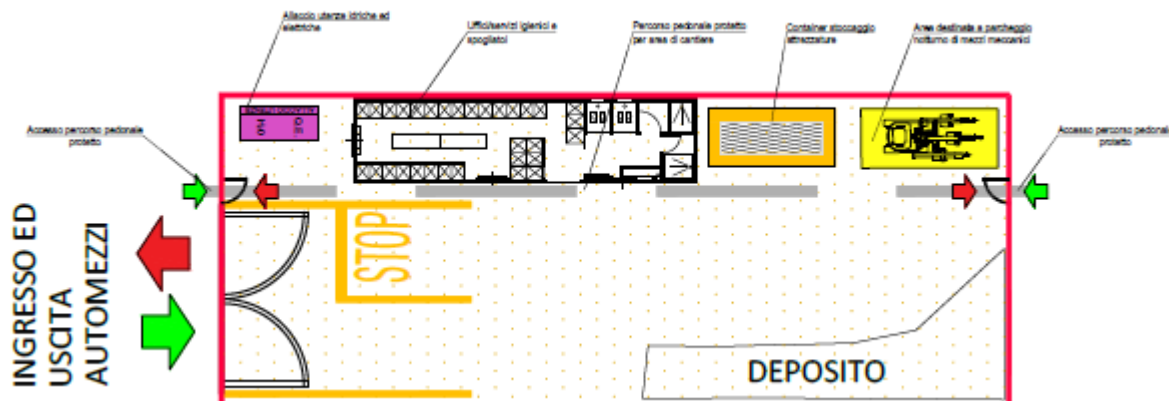 Allaccio utenze idriche ed
elettriche
Uffici/servizi igienici e
spogliatoi
Percorso pedonale protetto
per area di cantiere
Container stoccaggio
attrezzature
Area destinata a parcheggio
notturno di mezzi meccanici
Accesso percorso pedonale
protetto
Accesso percorso pedonale
protetto
STOP
INGRESSO ED
USCITA
AUTOMEZZI
DEPOSITO